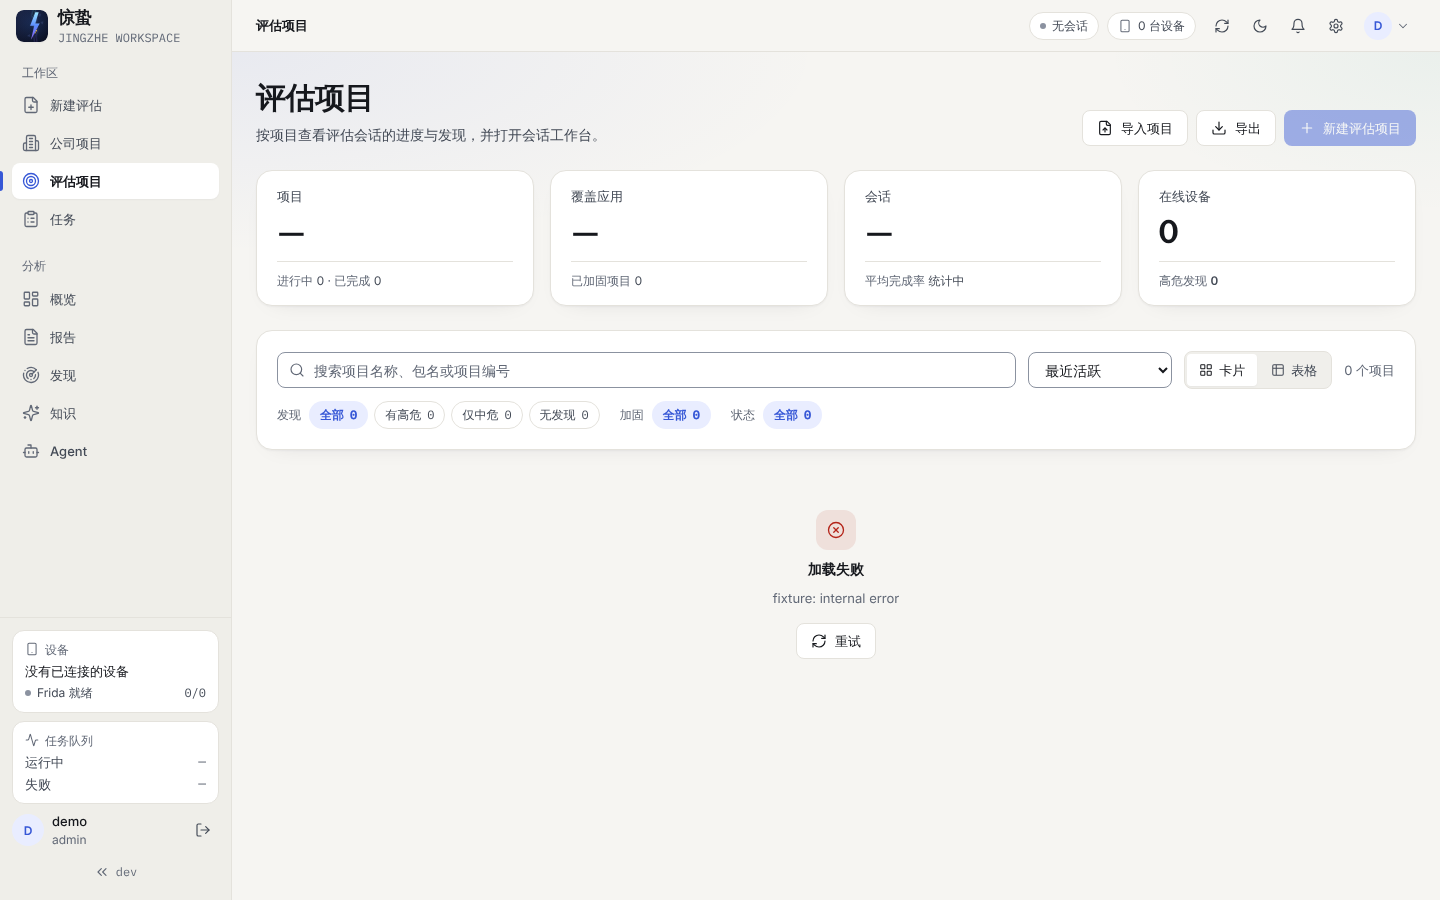 惊蛰
JINGZHE WORKSPACE
工作区
新建评估
公司项目
评估项目
任务
分析
概览
报告
发现
知识
Agent
设备
没有已连接的设备
Frida 就绪 0/0
任务队列
运行中 —
失败 —
D
demo
admin
dev
评估项目
无会话
0 台设备
D
评估项目
按项目查看评估会话的进度与发现，并打开会话工作台。
导入项目
导出
新建评估项目
项目
—
进行中 0 · 已完成 0
覆盖应用
—
已加固项目 0
会话
—
平均完成率 统计中
在线设备
0
高危发现 0
搜索项目名称、包名或项目编号
最近活跃
卡片
表格
0 个项目
发现 全部 0 有高危 0 仅中危 0 无发现 0 加固 全部 0 状态 全部 0
加载失败
fixture: internal error
重试